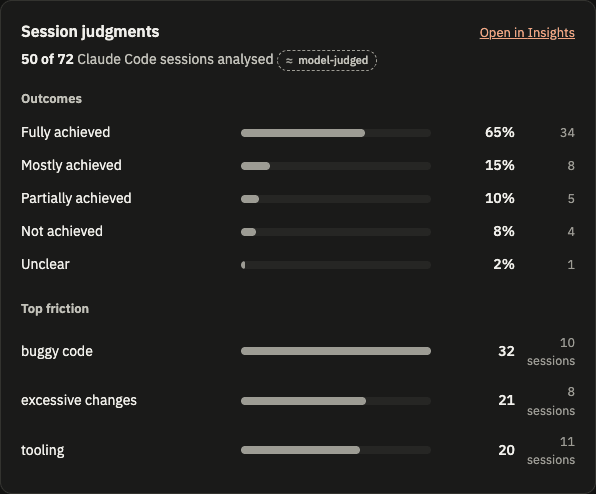 Session judgments
Open in Insights
50 of 72 Claude Code sessions analysed ≈ model-judged
Outcomes
Fully achieved 65% 34
Mostly achieved 15% 8
Partially achieved 10% 5
Not achieved 8% 4
Unclear 2% 1
Top friction
buggy code 32 10 sessions
excessive changes 21 8 sessions
tooling 20 11 sessions